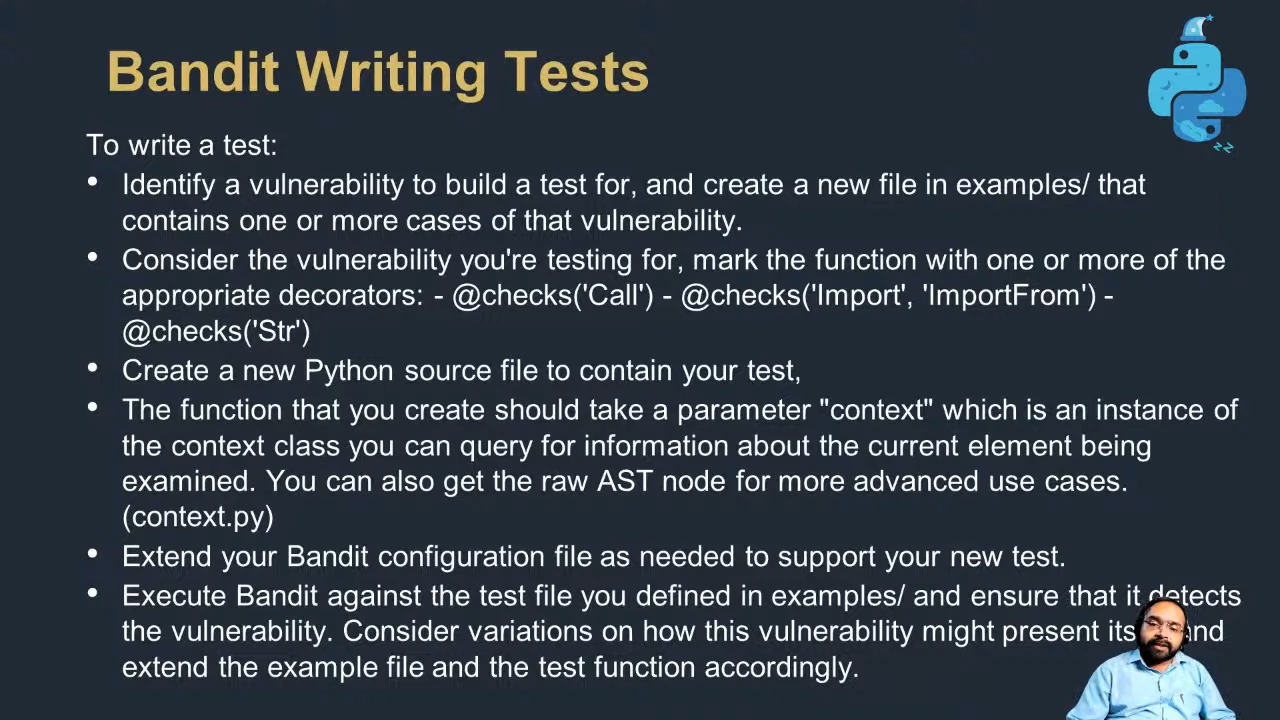 Bandit Writing Tests
To write a test:
• Identify a vulnerability to build a test for, and create a new file in examples/ that
contains one or more cases of that vulnerability.
• Consider the vulnerability you're testing for, mark the function with one or more of the
appropriate decorators: - @checks('Call') - @checks('Import', 'ImportFrom') -
@checks('Str')
• Create a new Python source file to contain your test,
• The function that you create should take a parameter "context" which is an instance of
the context class you can query for information about the current element being
examined. You can also get the raw AST node for more advanced use cases.
(context.py)
• Extend your Bandit configuration file as needed to support your new test.
• Execute Bandit against the test file you defined in examples/ and ensure that it detects
the vulnerability. Consider variations on how this vulnerability might present and
extend the example file and the test function accordingly.
zz